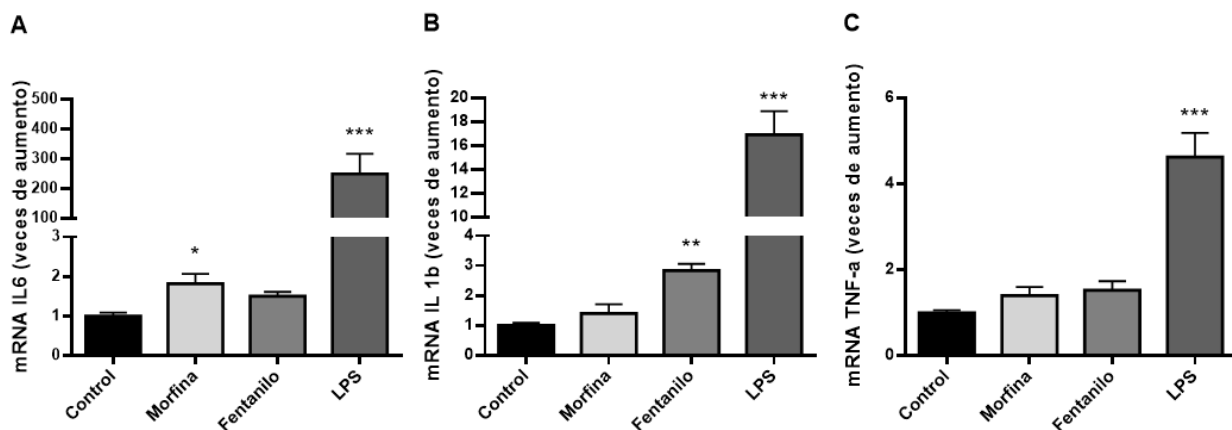 A
mRNA IL6 (veces de aumento)
500
400
300
200
100
3
2
1
0
*
***
Control
Morfina
Fentanilo
LPS
B
mRNA IL 1b (veces de aumento)
20
18
16
14
12
10
4
3
2
1
0
**
***
Control
Morfina
Fentanilo
LPS
C
mRNA TNF-a (veces de aumento)
6
4
2
0
***
Control
Morfina
Fentanilo
LPS